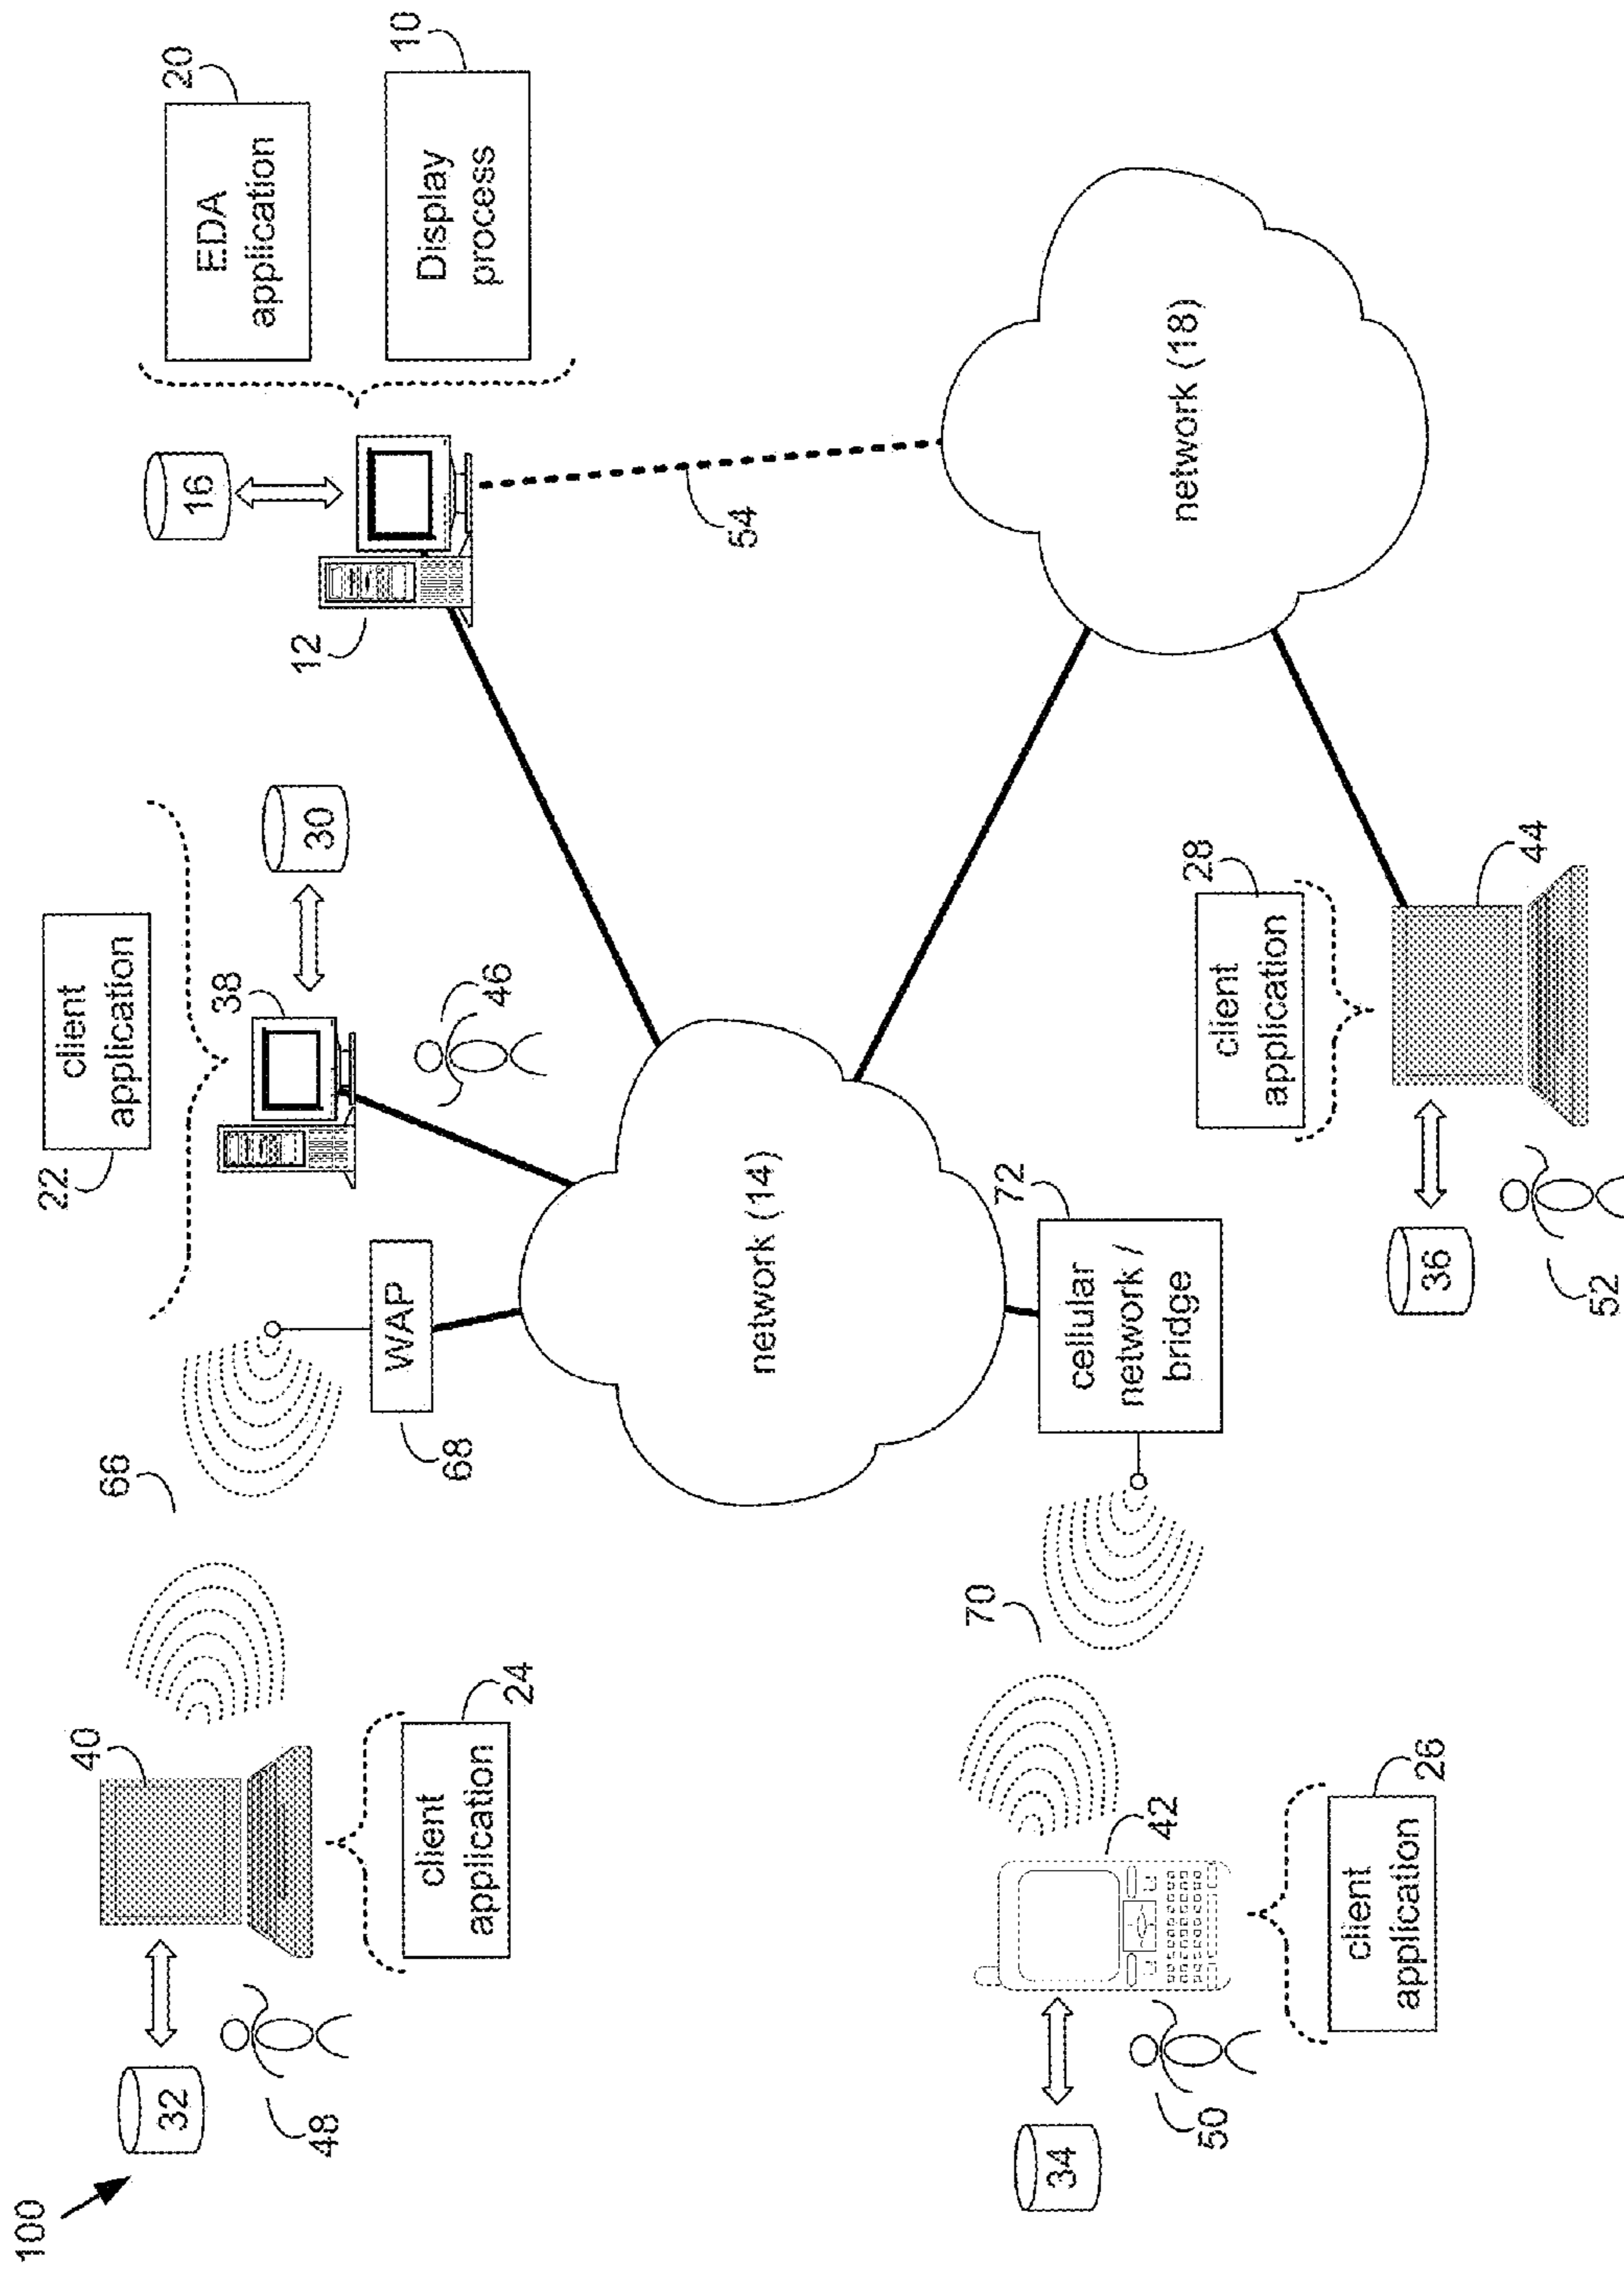 100
22
client
application
40
66
32
16
20
EDA
application
38
30
12
48
10
Display
process
WAP
68
24
client
application
46
54
network (14)
70
34
42
50
72
cellular
network /
bridge
network (18)
26
client
application
28
client
application
36
44
52